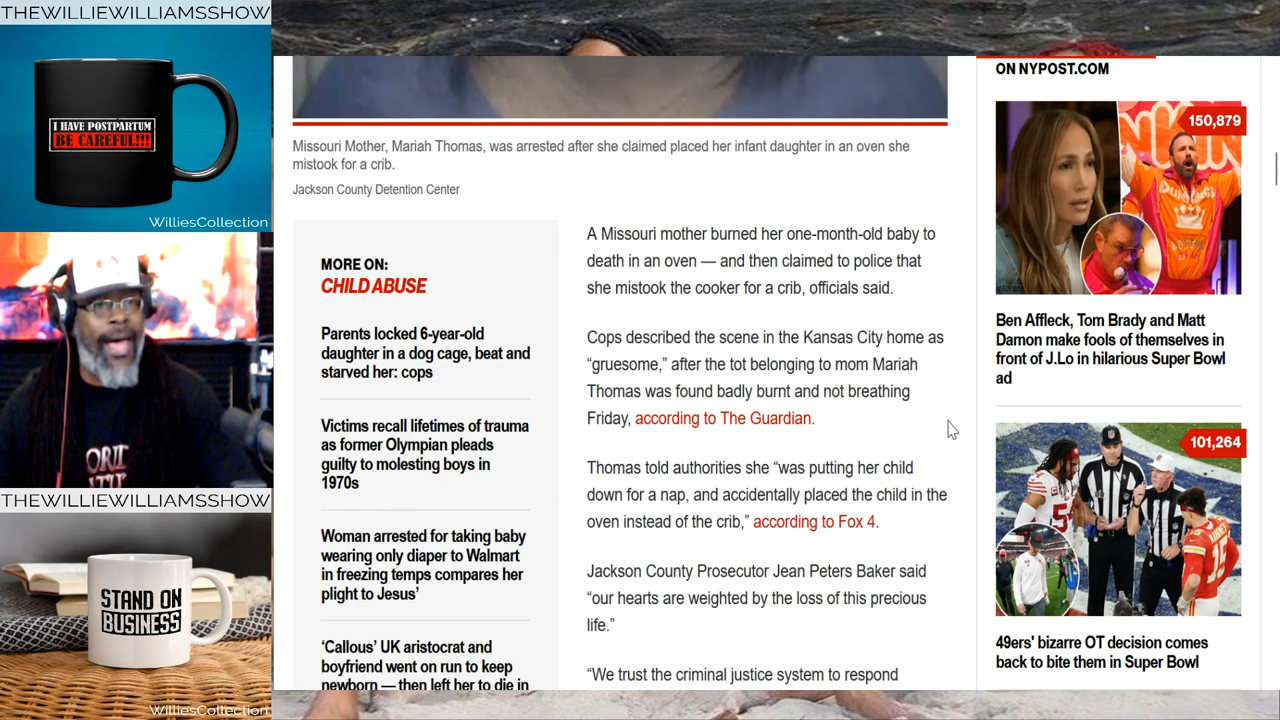 THEWILLIEWILLIAMSSHOW
I HAVE POSTPARTUM
BE CAREFUL!!!
WilliesCollection
THEWILLIEWILLIAMSSHOW
STAND ON
BUSINESS
WilliesCollection
Missouri Mother, Mariah Thomas, was arrested after she claimed placed her infant daughter in an oven she
mistook for a crib.
Jackson County Detention Center
MORE ON:
CHILD ABUSE
Parents locked 6-year-old
daughter in a dog cage, beat and
starved her: cops
Victims recall lifetimes of trauma
as former Olympian pleads
guilty to molesting boys in
1970s
Woman arrested for taking baby
wearing only diaper to Walmart
in freezing temps compares her
plight to Jesus’
‘Callous’ UK aristocrat and
boyfriend went on run to keep
newborn — then left her to die in
A Missouri mother burned her one-month-old baby to
death in an oven — and then claimed to police that
she mistook the cooker for a crib, officials said.
Cops described the scene in the Kansas City home as
“gruesome,” after the tot belonging to mom Mariah
Thomas was found badly burnt and not breathing
Friday, according to The Guardian.
Thomas told authorities she “was putting her child
down for a nap, and accidentally placed the child in the
oven instead of the crib,” according to Fox 4.
Jackson County Prosecutor Jean Peters Baker said
“our hearts are weighted by the loss of this precious
life.”
“We trust the criminal justice system to respond
ON NYPOST.COM
150,879
Ben Affleck, Tom Brady and Matt
Damon make fools of themselves in
front of J.Lo in hilarious Super Bowl
ad
101,264
15
49ers' bizarre OT decision comes
back to bite them in Super Bowl